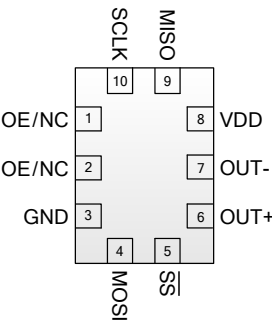 SCLK MISO
10 9
OE/NC 1 8 VDD
OE/NC 2 7 OUT-
GND 3 6 OUT+
4 5
MOSI SS